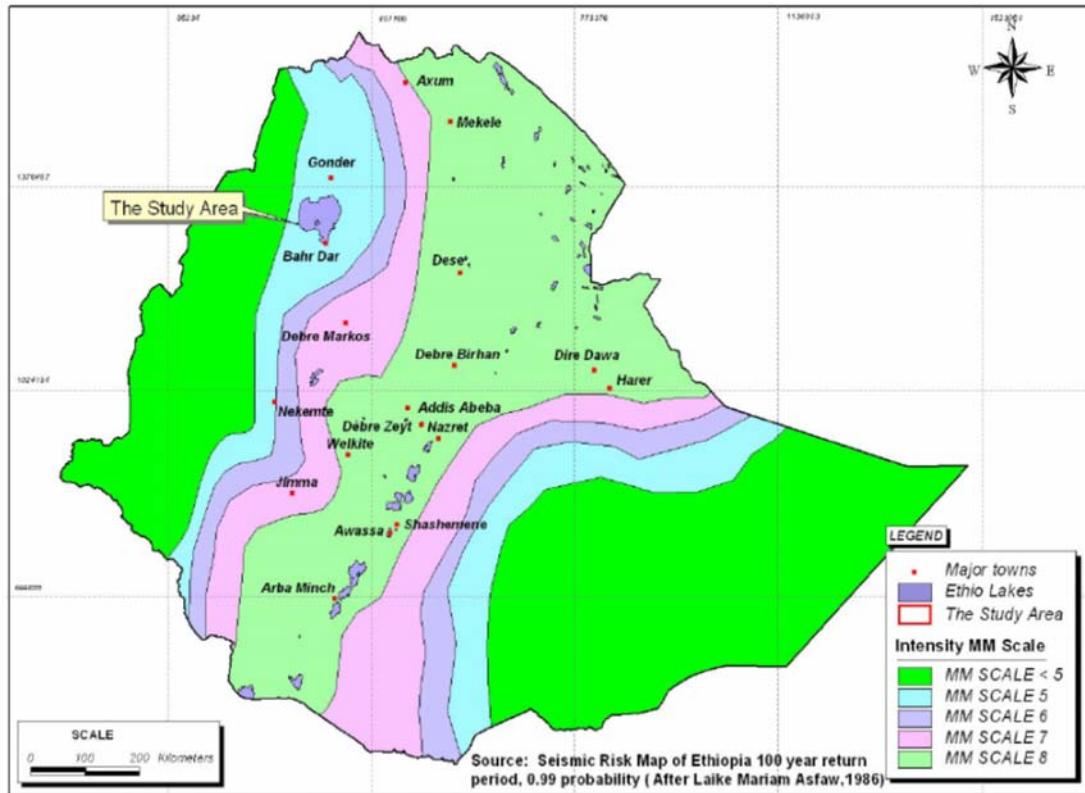 N
W E
S
Axum
Mekele
Gonder
The Study Area
Bahr Dar
Dese
Debre Markos
Debre Birhan
Dire Dawa
Harer
Nekemte
Addis Abeba
Debre Zeyt
Nazret
Welkite
Jimma
Shashemene
Awassa
Arba Minch
LEGEND
Major towns
Ethio Lakes
The Study Area
Intensity MM Scale
MM SCALE < 5
MM SCALE 5
MM SCALE 6
MM SCALE 7
MM SCALE 8
SCALE
0 100 200 Kilometers
Source: Seismic Risk Map of Ethiopia 100 year return
period, 0.99 probability ( After Laike Mariam Asfaw,1986)